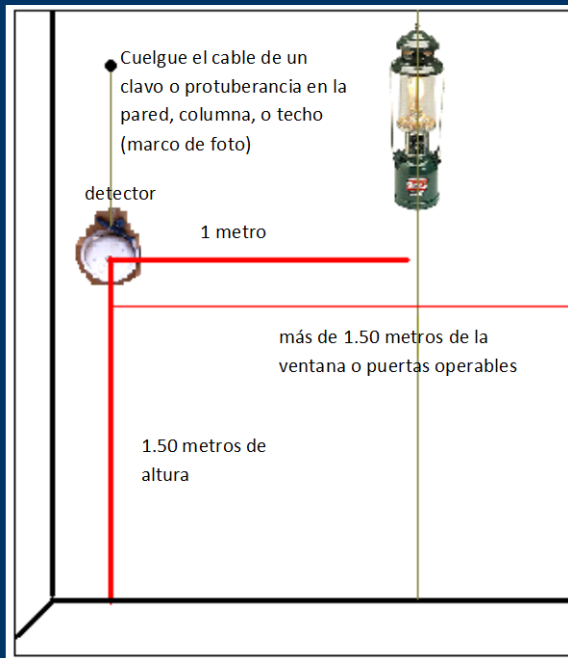 Cuelgue el cable de un
clavo o protuberancia en la
pared, columna, o techo
(marco de foto)
detector
1 metro
más de 1.50 metros de la
ventana o puertas operables
1.50 metros de
altura